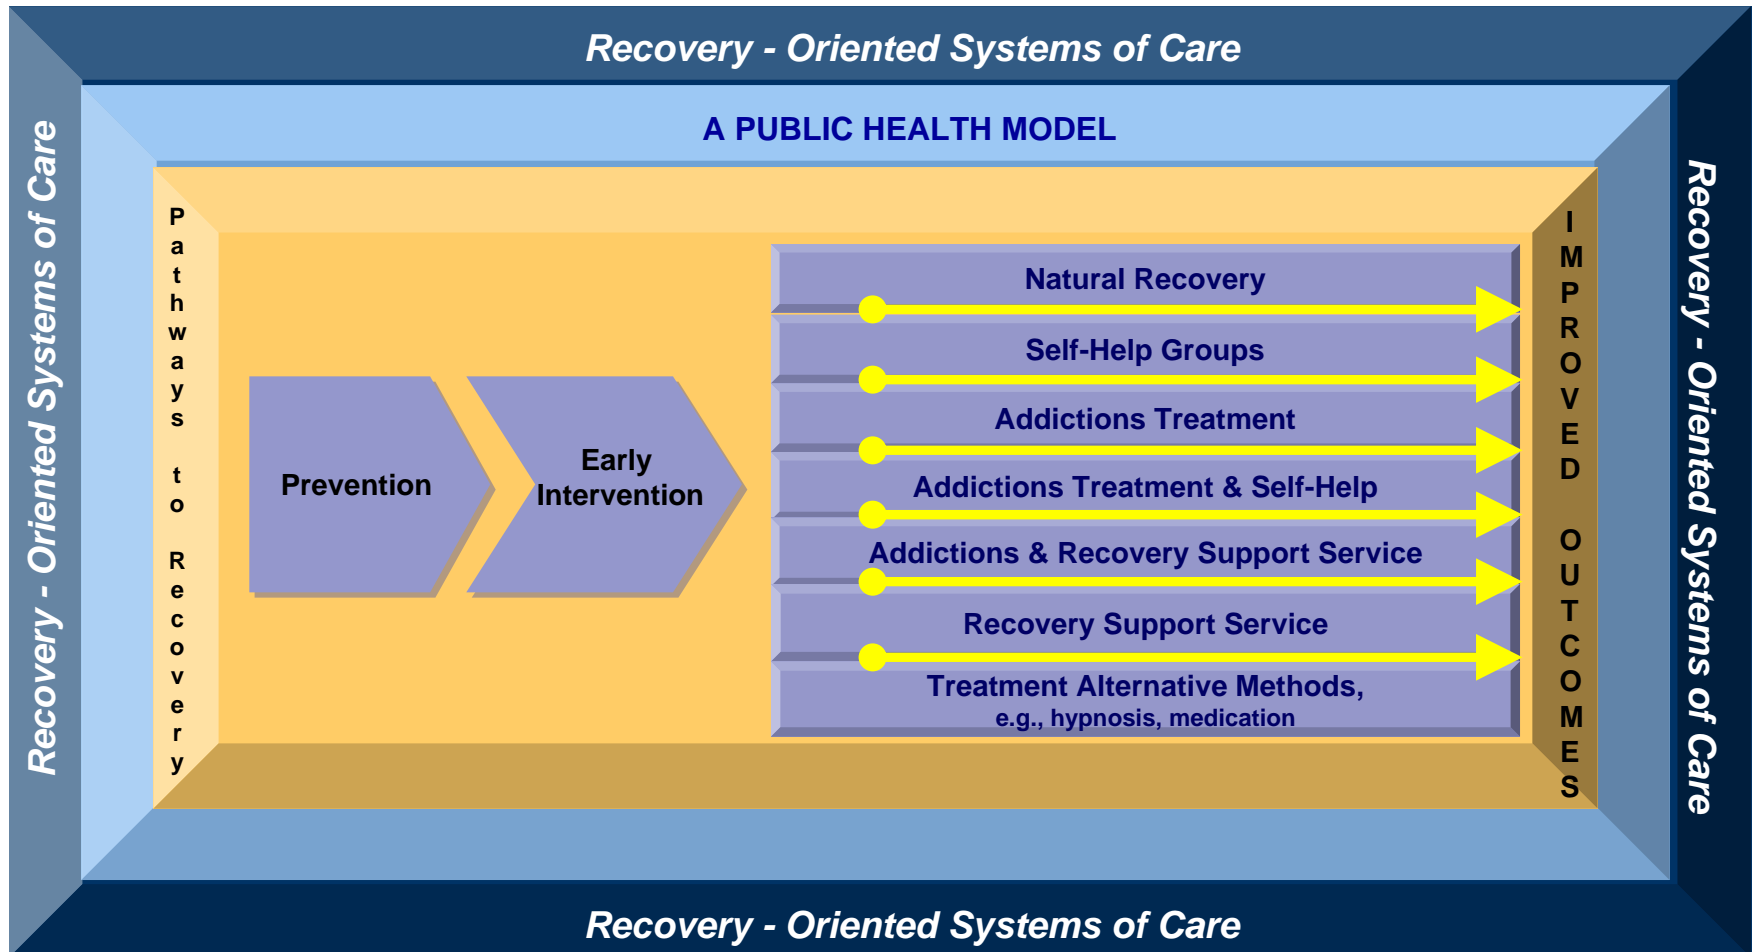 Recovery - Oriented Systems of Care
Recovery - Oriented Systems of Care
A PUBLIC HEALTH MODEL
Pathways to Recovery
Prevention
Early
Intervention
Natural Recovery
Self-Help Groups
Addictions Treatment
Addictions Treatment & Self-Help
Addictions & Recovery Support Service
Recovery Support Service
Treatment Alternative Methods,
e.g., hypnosis, medication
IMPROVED OUTCOMES
Recovery - Oriented Systems of Care
Recovery - Oriented Systems of Care